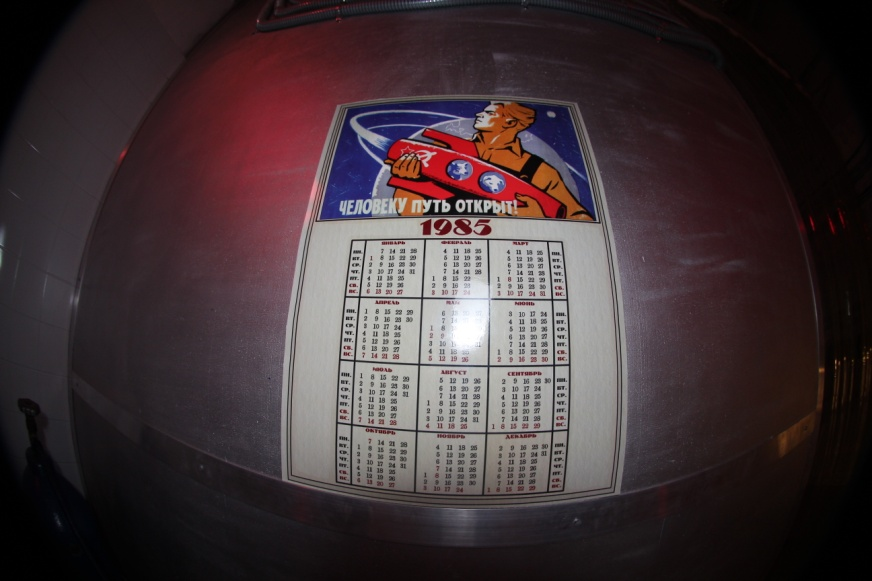 ЧЕЛОВЕКУ ПУТЬ ОТКРЫТ!
1985
ЯНВАРЬ ФЕВРАЛЬ МАРТ
ПН. 7 14 21 28 4 11 18 25 4 11 18 25 ПН.
ВТ. 1 8 15 22 29 5 12 19 26 5 12 19 26 ВТ.
СР. 2 9 16 23 30 6 13 20 27 6 13 20 27 СР.
ЧТ. 3 10 17 24 31 7 14 21 28 7 14 21 28 ЧТ.
ПТ. 4 11 18 25 1 8 15 22 1 8 15 22 29 ПТ.
СБ. 5 12 19 26 2 9 16 23 2 9 16 23 30 СБ.
ВС. 6 13 20 27 3 10 17 24 3 10 17 24 31 ВС.
АПРЕЛЬ МАЙ ИЮНЬ
ПН. 1 8 15 22 29 6 3 10 17 24 ПН.
ВТ. 2 9 16 23 30 7 4 11 18 25 ВТ.
СР. 3 10 17 24 1 8 5 12 19 26 СР.
ЧТ. 4 11 18 25 2 9 6 13 20 27 ЧТ.
ПТ. 5 12 19 26 3 10 7 14 21 28 ПТ.
СБ. 6 13 20 27 4 11 18 25 1 8 15 22 29 СБ.
ВС. 7 14 21 28 5 12 19 26 2 9 16 23 30 ВС.
ИЮЛЬ АВГУСТ СЕНТЯБРЬ
ПН. 1 8 15 22 29 5 12 19 26 2 9 16 23 30 ПН.
ВТ. 2 9 16 23 30 6 13 20 27 3 10 17 24 ВТ.
СР. 3 10 17 24 31 7 14 21 28 4 11 18 25 СР.
ЧТ. 4 11 18 25 1 8 15 22 29 5 12 19 26 ЧТ.
ПТ. 5 12 19 26 2 9 16 23 30 6 13 20 27 ПТ.
СБ. 6 13 20 27 3 10 17 24 31 7 14 21 28 СБ.
ВС. 7 14 21 28 4 11 18 25 1 8 15 22 29 ВС.
ОКТЯБРЬ НОЯБРЬ ДЕКАБРЬ
ПН. 7 14 21 28 4 11 18 25 2 9 16 23 30 ПН.
ВТ. 1 8 15 22 29 5 12 19 26 3 10 17 24 31 ВТ.
СР. 2 9 16 23 30 6 13 20 27 4 11 18 25 СР.
ЧТ. 3 10 17 24 31 7 14 21 28 5 12 19 26 ЧТ.
ПТ. 4 11 18 25 1 8 15 22 29 6 13 20 27 ПТ.
СБ. 5 12 19 26 2 9 16 23 30 7 14 21 28 СБ.
ВС. 6 13 20 27 3 10 17 24 1 8 15 22 29 ВС.